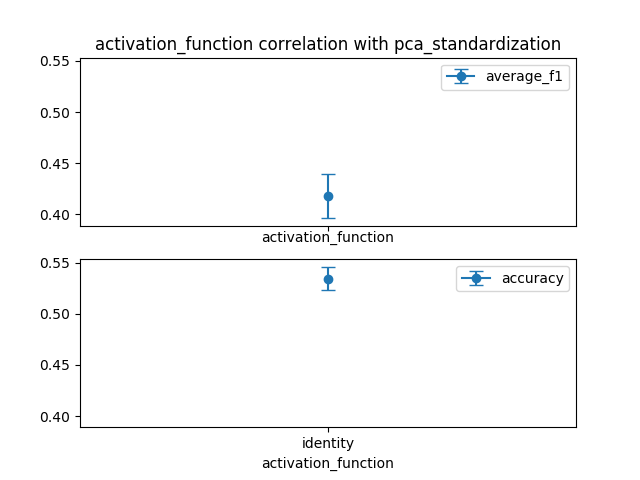 activation_function correlation with pca_standardization
0.55
average_f1
0.50
0.45
0.40
activation_function
0.55
accuracy
0.50
0.45
0.40
identity
activation_function